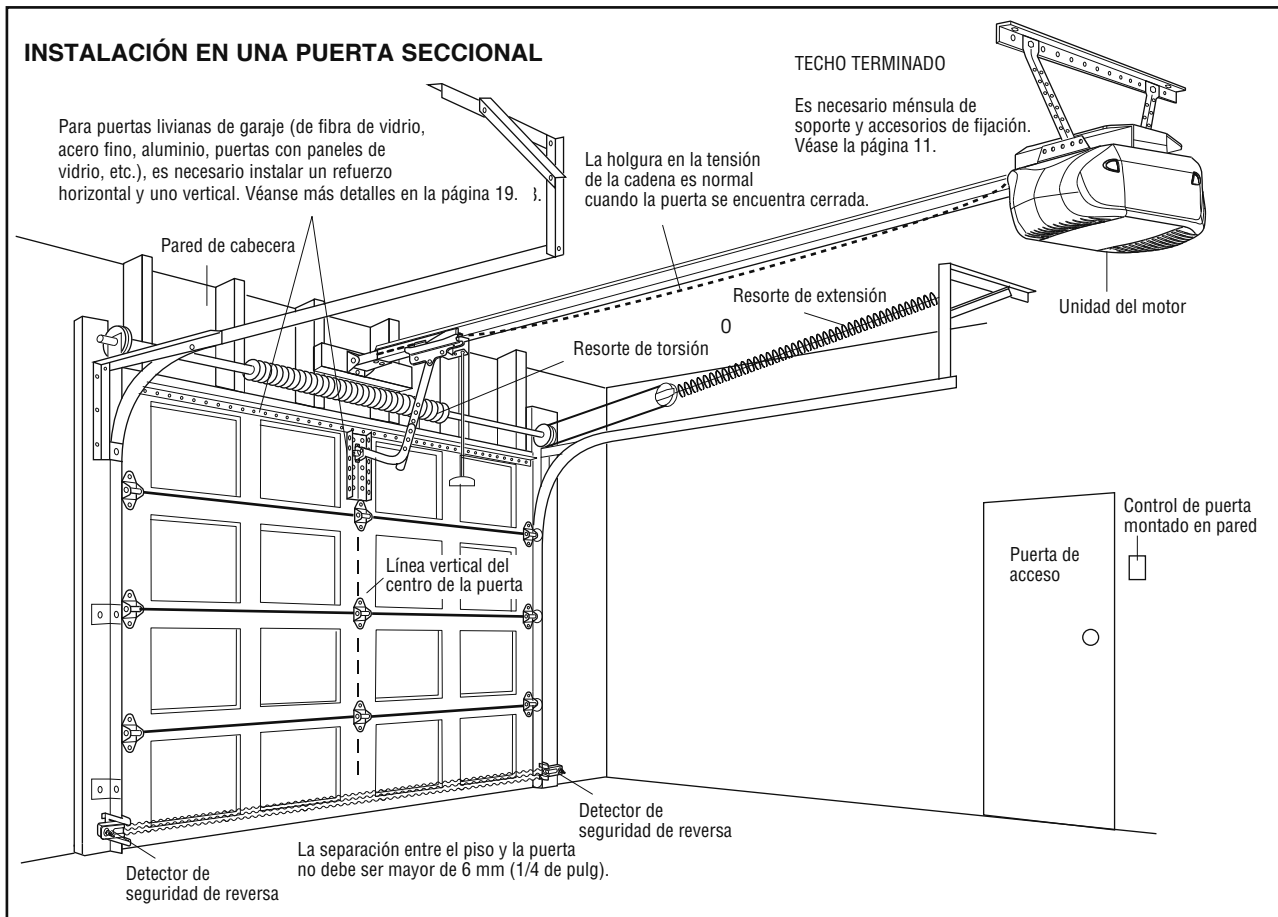 INSTALACIÓN EN UNA PUERTA SECCIONAL
Para puertas livianas de garaje (de fibra de vidrio,
acero fino, aluminio, puertas con paneles de
vidrio, etc.), es necesario instalar un refuerzo
horizontal y uno vertical. Véanse más detalles en la página 19.
TECHO TERMINADO
Es necesario ménsula de
soporte y accesorios de fijación.
Véase la página 11.
La holgura en la tensión
de la cadena es normal
cuando la puerta se encuentra cerrada.
Pared de cabecera
Resorte de extensión
O
Unidad del motor
Resorte de torsión
Control de puerta
montado en pared
Puerta de
acceso
Línea vertical del
centro de la puerta
Detector de
seguridad de reversa
La separación entre el piso y la puerta
no debe ser mayor de 6 mm (1/4 de pulg).
Detector de
seguridad de reversa